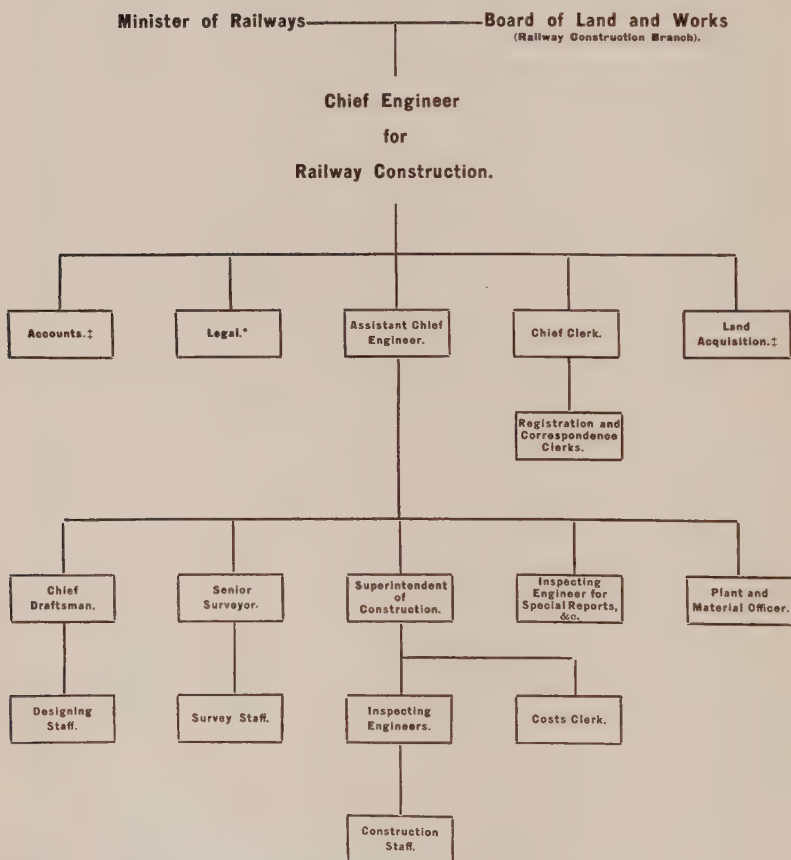 Minister of Railways
Board of Land and Works
(Railway Construction Branch).
Chief Engineer
for
Railway Construction.
Accounts.‡
Legal.*
Assistant Chief
Engineer.
Chief Clerk.
Land
Acquisition.‡
Registration and
Correspondence
Clerks.
Chief
Draftsman.
Senior
Surveyor.
Superintendent
of
Construction.
Inspecting
Engineer for
Special Reports,
&c.
Plant and
Material Officer.
Designing
Staff.
Survey Staff.
Inspecting
Engineers.
Costs Clerk.
Construction
Staff.